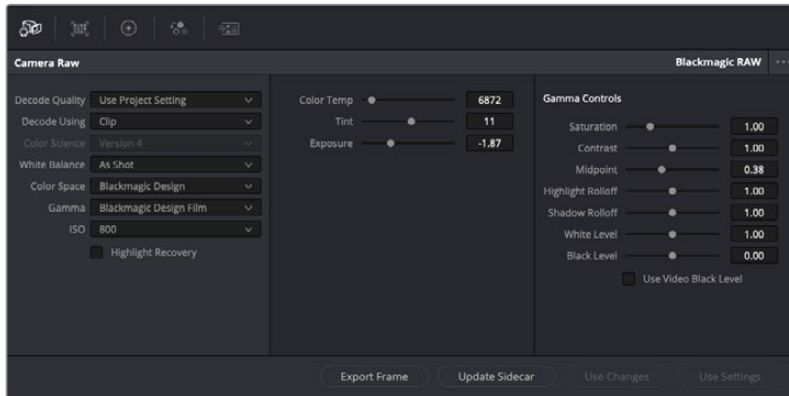 Camera Raw
Blackmagic RAW
Decode Quality Use Project Setting
Decode Using Clip
Color Science Version 4
White Balance As Shot
Color Space Blackmagic Design
Gamma Blackmagic Design Film
ISO 800
Highlight Recovery
Color Temp 6872
Tint 11
Exposure -1.87
Gamma Controls
Saturation 1.00
Contrast 1.00
Midpoint 0.38
Highlight Rolloff 1.00
Shadow Rolloff 1.00
White Level 1.00
Black Level 0.00
Use Video Black Level
Export Frame Update Sidecar Use Changes Use Settings